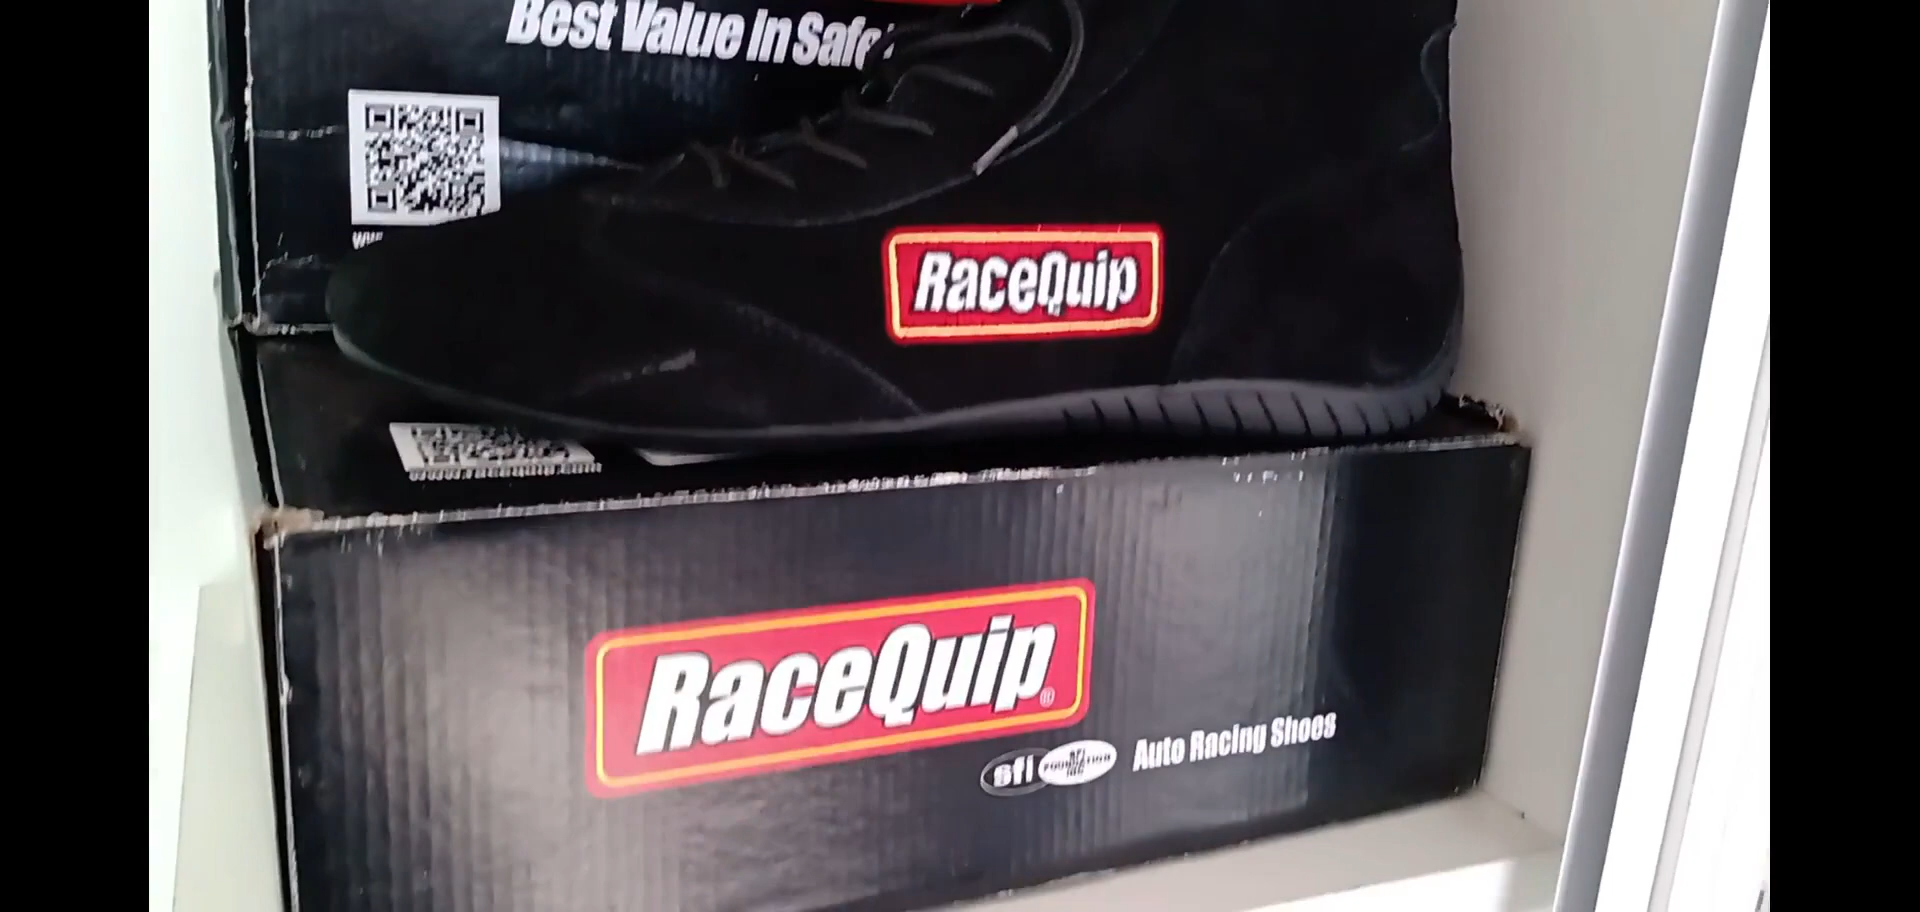 Best Value In Safe
RaceQuip
RaceQuip®
sfi
Auto Racing Shoes